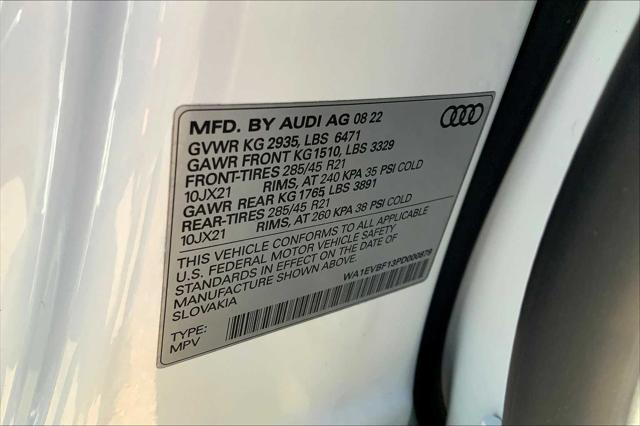 MFD. BY AUDI AG 08 22
GVWR KG 2935, LBS 6471
GAWR FRONT KG1510, LBS 3329
FRONT-TIRES 285/45 R21
10JX21 RIMS, AT 240 KPA 35 PSI COLD
GAWR REAR KG 1765 LBS 3891
REAR-TIRES 285/45 R21
10JX21 RIMS, AT 260 KPA 38 PSI COLD
THIS VEHICLE CONFORMS TO ALL APPLICABLE
U.S. FEDERAL MOTOR VEHICLE SAFETY
STANDARDS IN EFFECT ON THE DATE OF
MANUFACTURE SHOWN ABOVE.
SLOVAKIA
WA1EVBF13PD000879
TYPE:
MPV